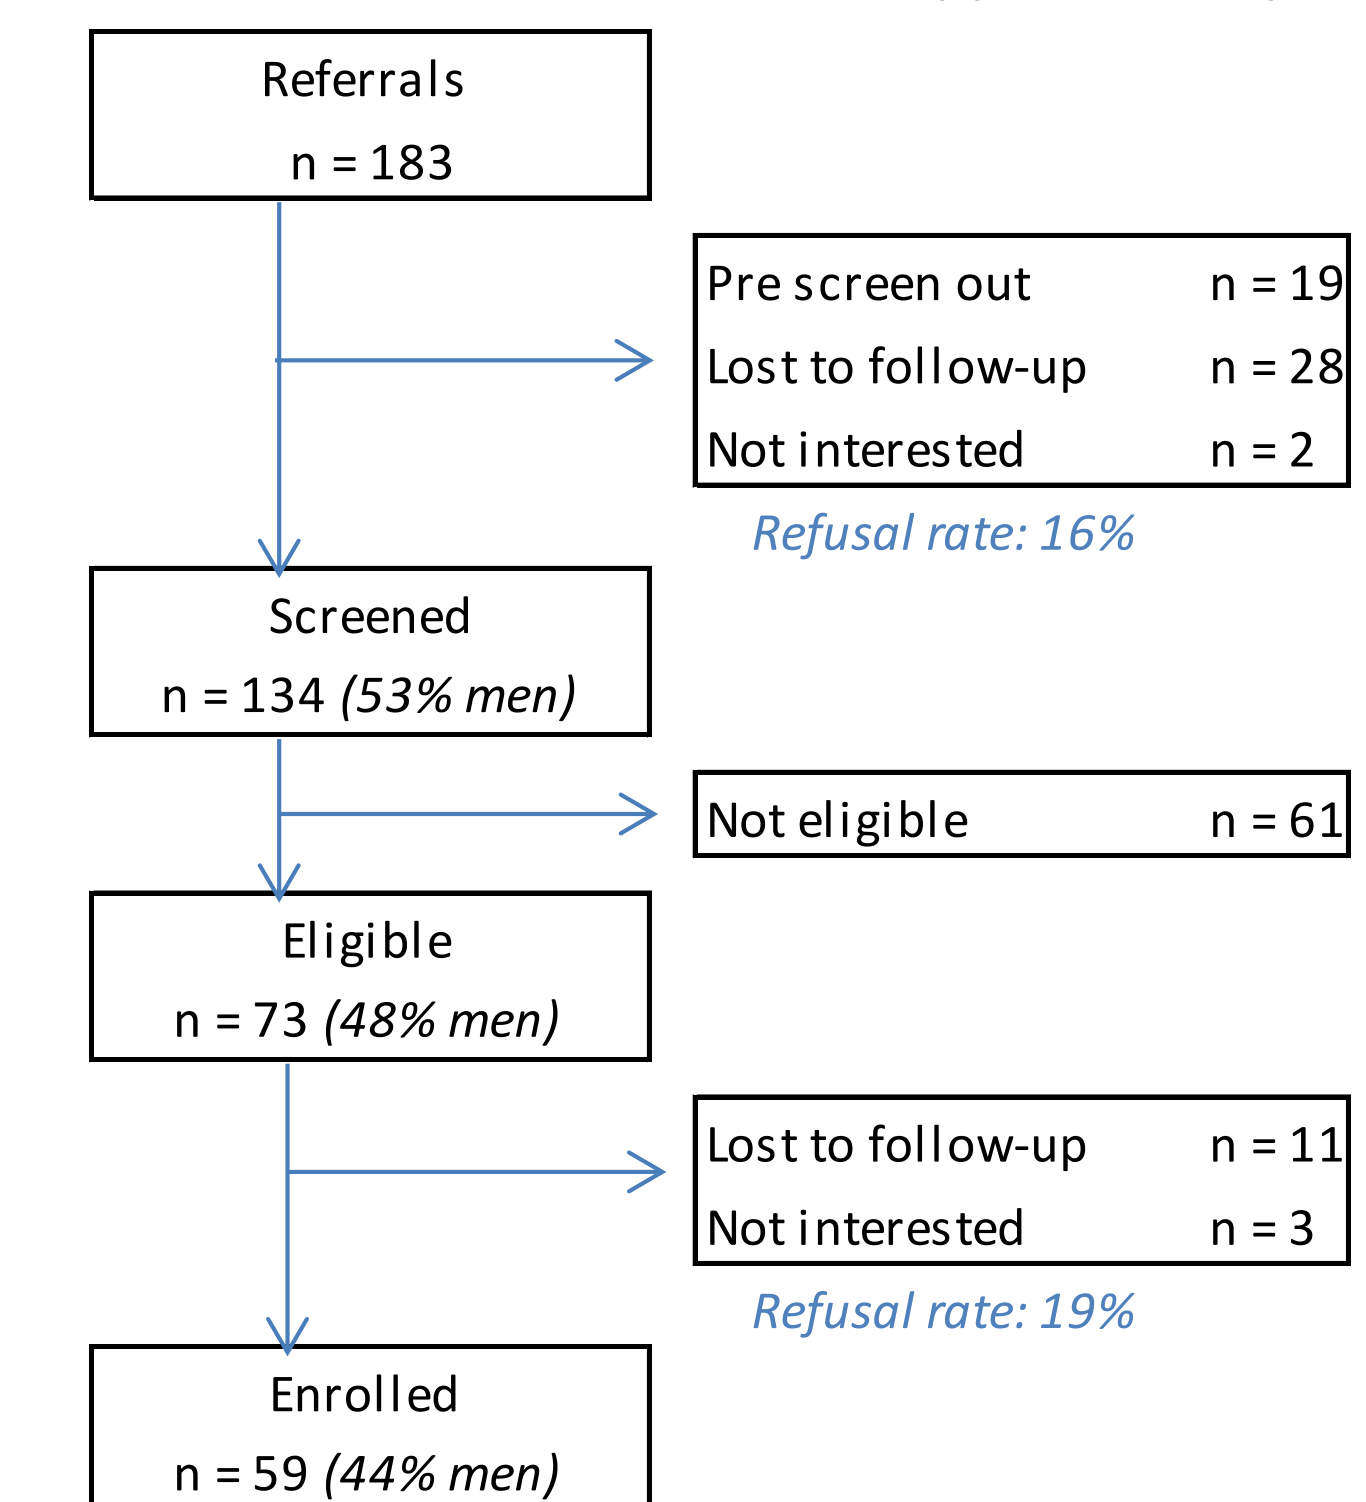 Referrals
n = 183
Pre screen out n = 19
Lost to follow-up n = 28
Not interested n = 2
Refusal rate: 16%
Screened
n = 134 (53% men)
Not eligible n = 61
Eligible
n = 73 (48% men)
Lost to follow-up n = 11
Not interested n = 3
Refusal rate: 19%
Enrolled
n = 59 (44% men)